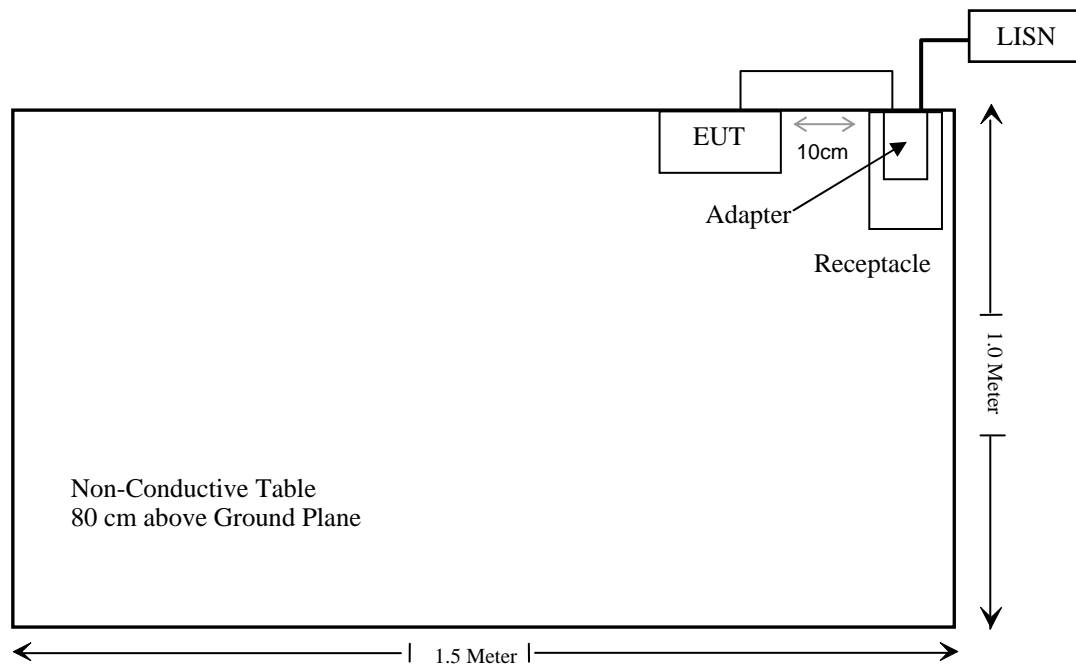 LISN
EUT
10cm
Adapter
Receptacle
1.0 Meter
Non-Conductive Table
80 cm above Ground Plane
1.5 Meter